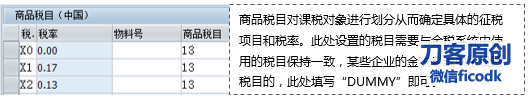 商品税目（中国）
税. 税率 物料号 商品税目
X0 0.00 13
X1 0.17 13
X2 0.13 13
商品税目对课税对象进行划分从而确定具体的征税
项目和税率。此处设置的税目需要与金税系统中使
用的税目保持一致，某些企业的金
税目的，此处填写“DUMMY”即可
刀客原创
微信ficodk